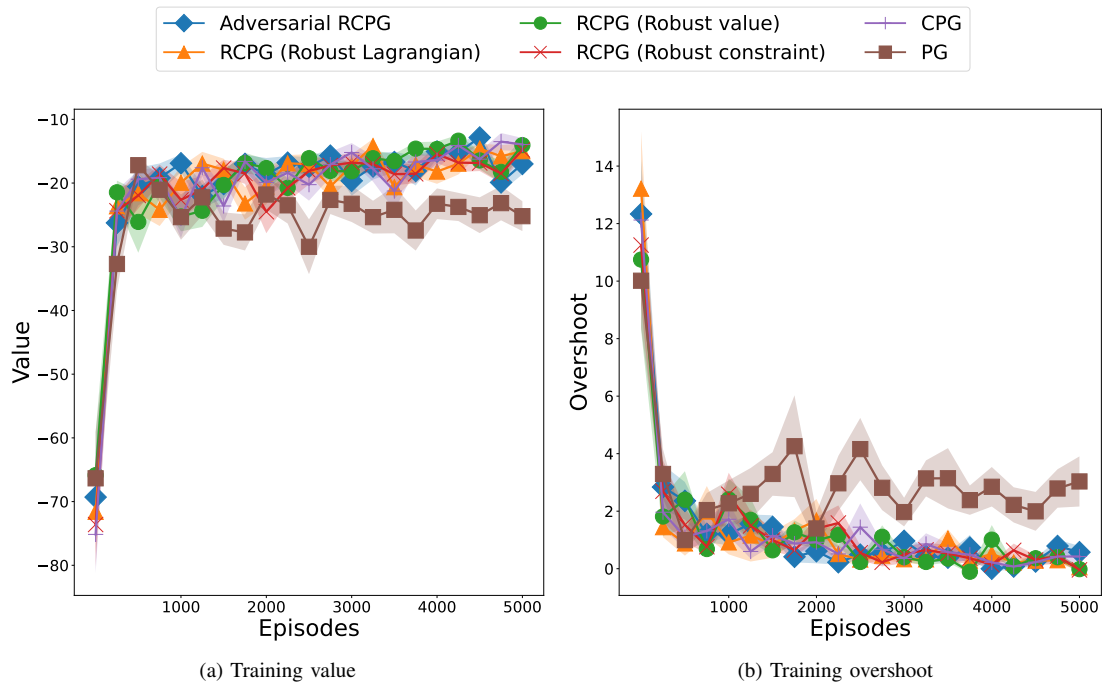 Adversarial RCPG
RCPG (Robust Lagrangian)
RCPG (Robust value)
RCPG (Robust constraint)
CPG
PG
Value
−10
−20
−30
−40
−50
−60
−70
−80
1000 2000 3000 4000 5000
Episodes
(a) Training value
Overshoot
14
12
10
8
6
4
2
0
1000 2000 3000 4000 5000
Episodes
(b) Training overshoot